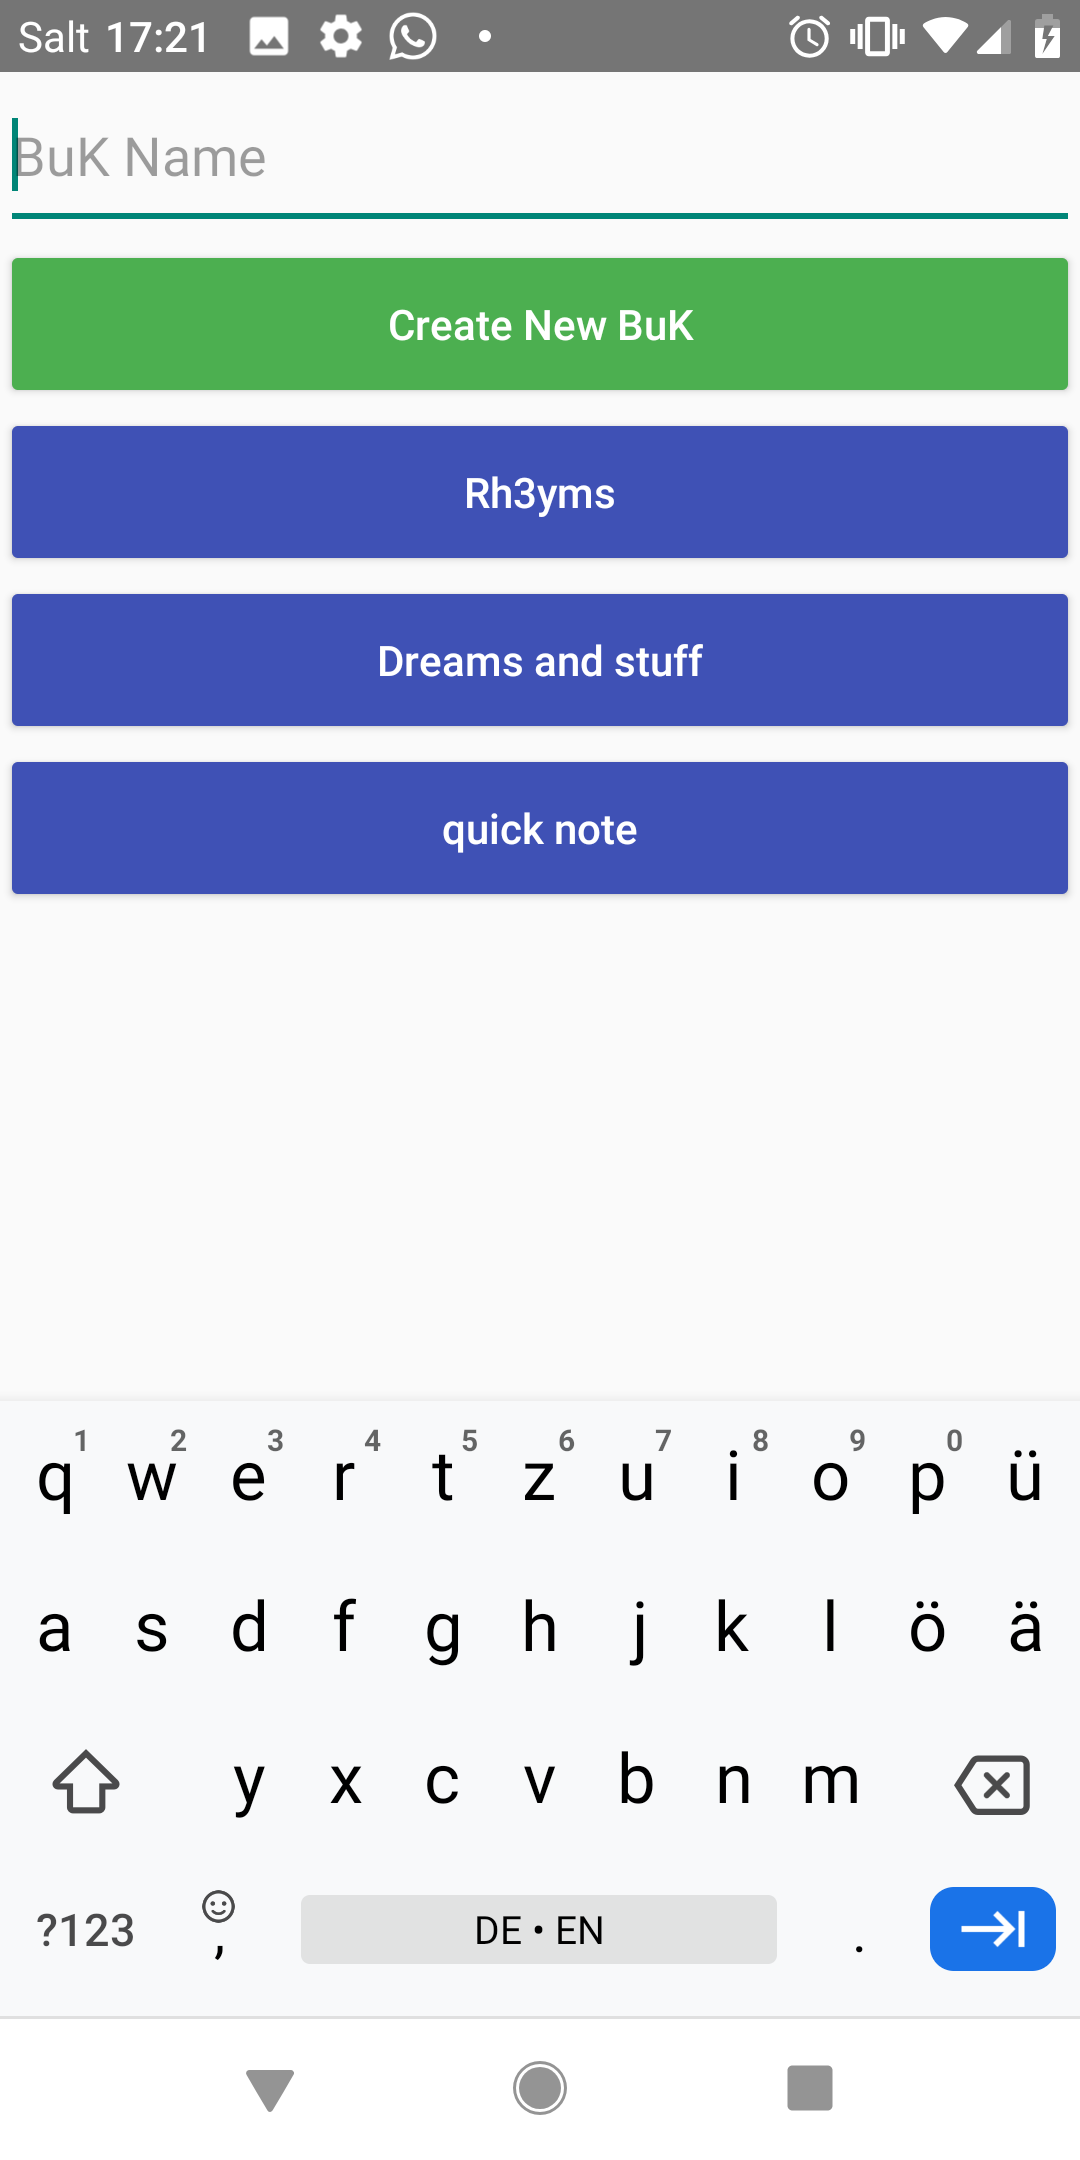 Salt 17:21
BuK Name
Create New BuK
Rh3yms
Dreams and stuff
quick note
1 2 3 4 5 6 7 8 9 0
q w e r t z u i o p ü
a s d f g h j k l ö ä
y x c v b n m
?123 , DE • EN .